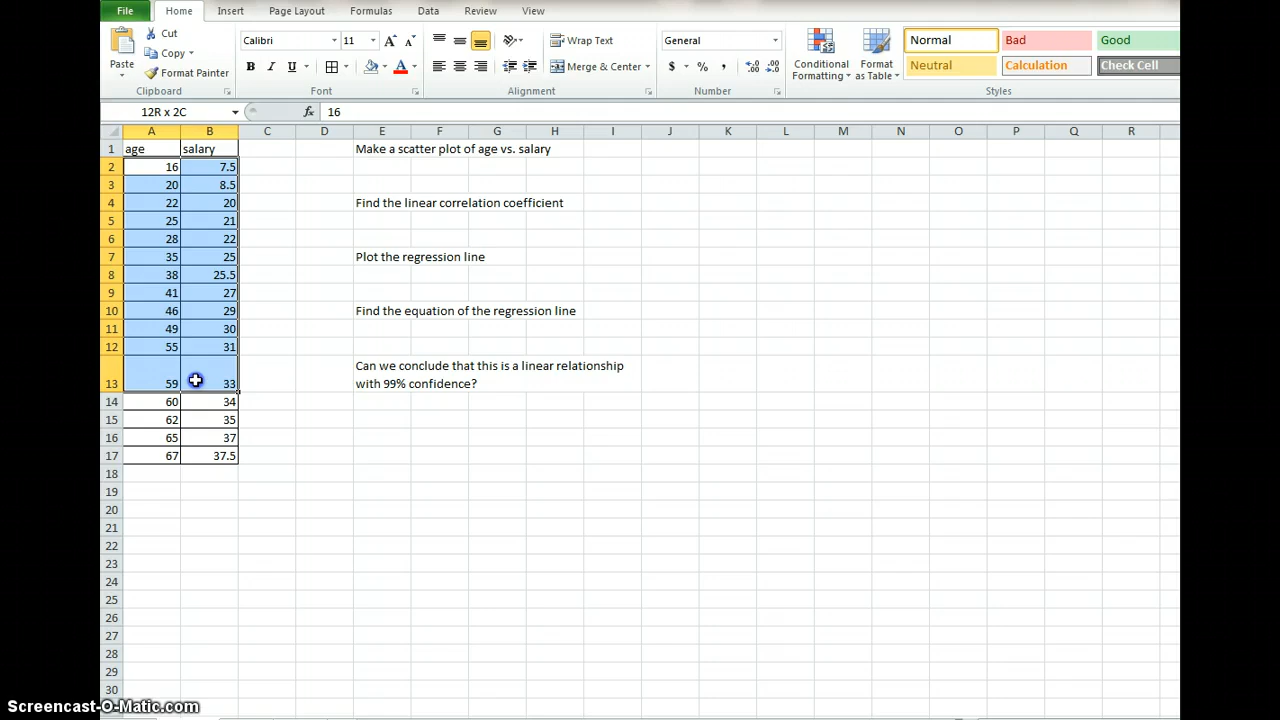 File Home Insert Page Layout Formulas Data Review View
Cut
Copy
Format Painter
Paste
Calibri 11 A A
B I U A
Wrap Text
Merge & Center
General
$ % , .0 .00 .00 .0
Conditional Formatting
Format as Table
Normal Bad Good
Neutral Calculation Check Cell
Clipboard Font Alignment Number Styles
12R x 2C fx 16
A B C D E F G H I J K L M N O P Q R
1 age salary Make a scatter plot of age vs. salary
2 16 7.5
3 20 8.5
4 22 20 Find the linear correlation coefficient
5 25 21
6 28 22
7 35 25 Plot the regression line
8 38 25.5
9 41 27
10 46 29 Find the equation of the regression line
11 49 30
12 55 31
Can we conclude that this is a linear relationship
13 59 33 with 99% confidence?
14 60 34
15 62 35
16 65 37
17 67 37.5
18
19
20
21
22
23
24
25
26
27
28
29
30
Screencast-O-Matic.com